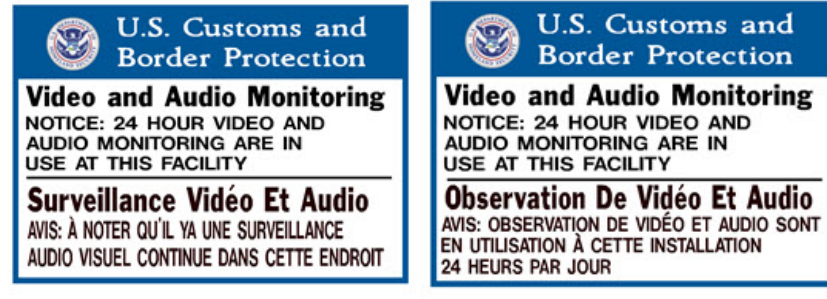 U.S. Customs and
Border Protection
Video and Audio Monitoring
NOTICE: 24 HOUR VIDEO AND
AUDIO MONITORING ARE IN
USE AT THIS FACILITY
Surveillance Vidéo Et Audio
AVIS: À NOTER QU'IL YA UNE SURVEILLANCE
AUDIO VISUEL CONTINUE DANS CETTE ENDROIT
U.S. Customs and
Border Protection
Video and Audio Monitoring
NOTICE: 24 HOUR VIDEO AND
AUDIO MONITORING ARE IN
USE AT THIS FACILITY
Observation De Vidéo Et Audio
AVIS: OBSERVATION DE VIDÉO ET AUDIO SONT
EN UTILISATION À CETTE INSTALLATION
24 HEURS PAR JOUR